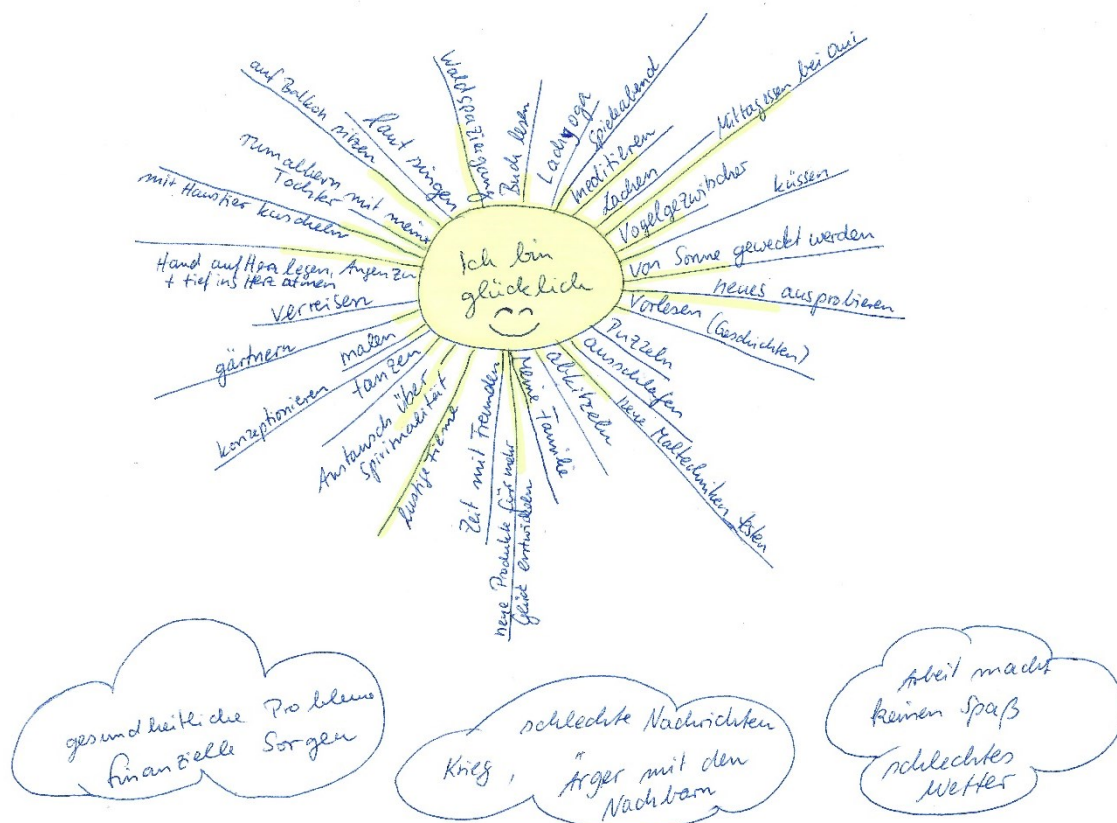 Ich bin
glücklich
Waldspaziergang
Buch lesen
Lachyoga
Spieleabend
meditieren
Lachen
Mittagessen bei Omi
Vogelgezwitscher
küssen
von Sonne geweckt werden
neues ausprobieren
Vorlesen (Geschichten)
Puzzeln
ausschlafen
neue Maltechniken testen
abkitzeln
Meine Familie
neue Produkte für mehr
Glück entwickeln
Zeit mit Freunden
lustige Filme
Austausch über
Spiritualität
tanzen
konzeptionieren
malen
gärtnern
verreisen
Hand auf Herz legen, Augen zu
+ tief ins Herz atmen
mit Haustier kuscheln
rumalbern mit meiner
Tochter
auf Balkon sitzen
laut singen
gesundheitliche Probleme
finanzielle Sorgen
schlechte Nachrichten
Krieg,
Ärger mit den
Nachbarn
Arbeit macht
keinen Spaß
schlechtes
Wetter